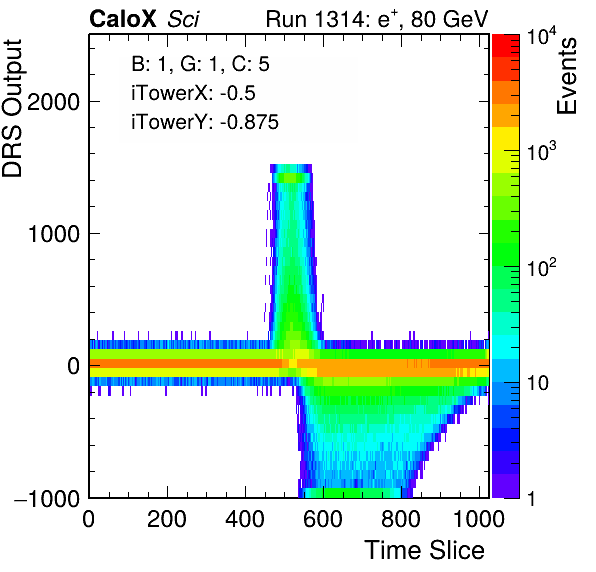 CaloX Sci Run 1314: e+, 80 GeV
B: 1, G: 1, C: 5
iTowerX: -0.5
iTowerY: -0.875
DRS Output
2000
1000
0
−1000
0 200 400 600 800 1000
Time Slice
Events
10^4
10^3
10^2
10
1